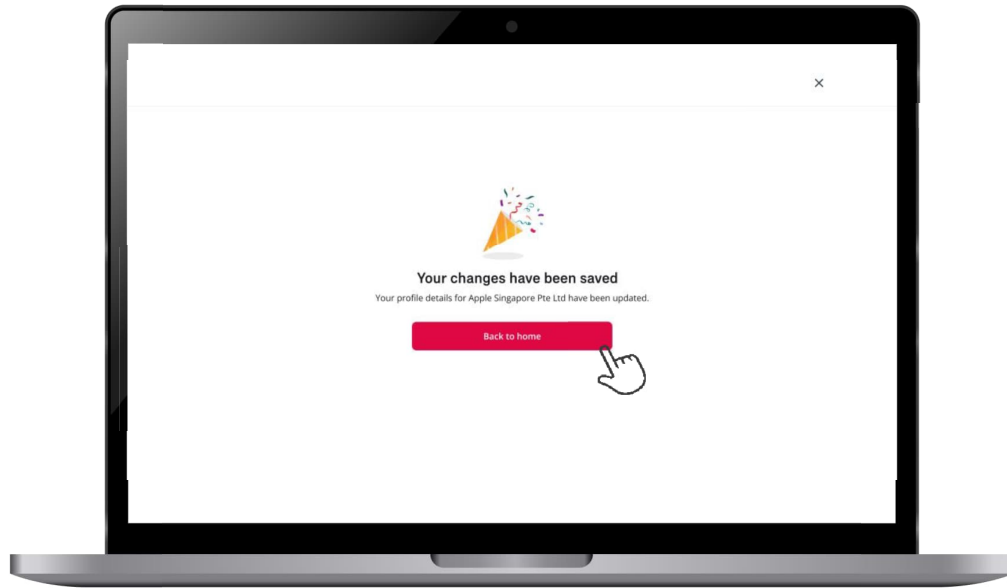 Your changes have been saved
Your profile details for Apple Singapore Pte Ltd have been updated.
Back to home